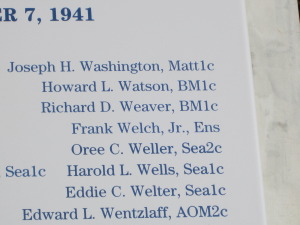 ER 7, 1941
Joseph H. Washington, Matt1c
Howard L. Watson, BM1c
Richard D. Weaver, BM1c
Frank Welch, Jr., Ens
Oree C. Weller, Sea2c
, Sea1c Harold L. Wells, Sea1c
Eddie C. Welter, Sea1c
Edward L. Wentzlaff, AOM2c